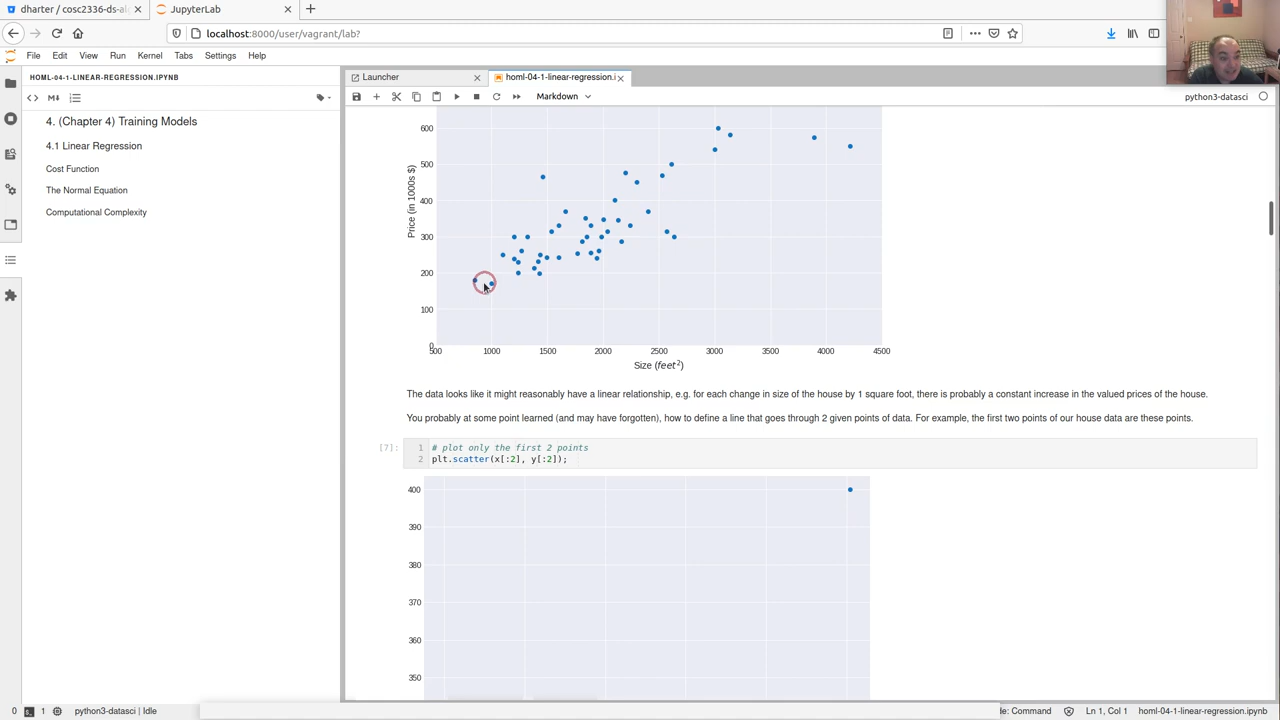 dharter / cosc2336-ds-alg
JupyterLab
localhost:8000/user/vagrant/lab?
File Edit View Run Kernel Tabs Settings Help
HOML-04-1-LINEAR-REGRESSION.IPYNB
Launcher
homl-04-1-linear-regression.i
Markdown
python3-datasci
4. (Chapter 4) Training Models
4.1 Linear Regression
Cost Function
The Normal Equation
Computational Complexity
600
500
400
300
200
100
0
Price (in 1000s $)
500 1000 1500 2000 2500 3000 3500 4000 4500
Size (feet²)
The data looks like it might reasonably have a linear relationship, e.g. for each change in size of the house by 1 square foot, there is probably a constant increase in the valued prices of the house.
You probably at some point learned (and may have forgotten), how to define a line that goes through 2 given points of data. For example, the first two points of our house data are these points.
[7]:
1 # plot only the first 2 points
2 plt.scatter(x[:2], y[:2]);
400
390
380
370
360
350
0 1 python3-datasci | Idle
de: Command Ln 1, Col 1 homl-04-1-linear-regression.ipynb